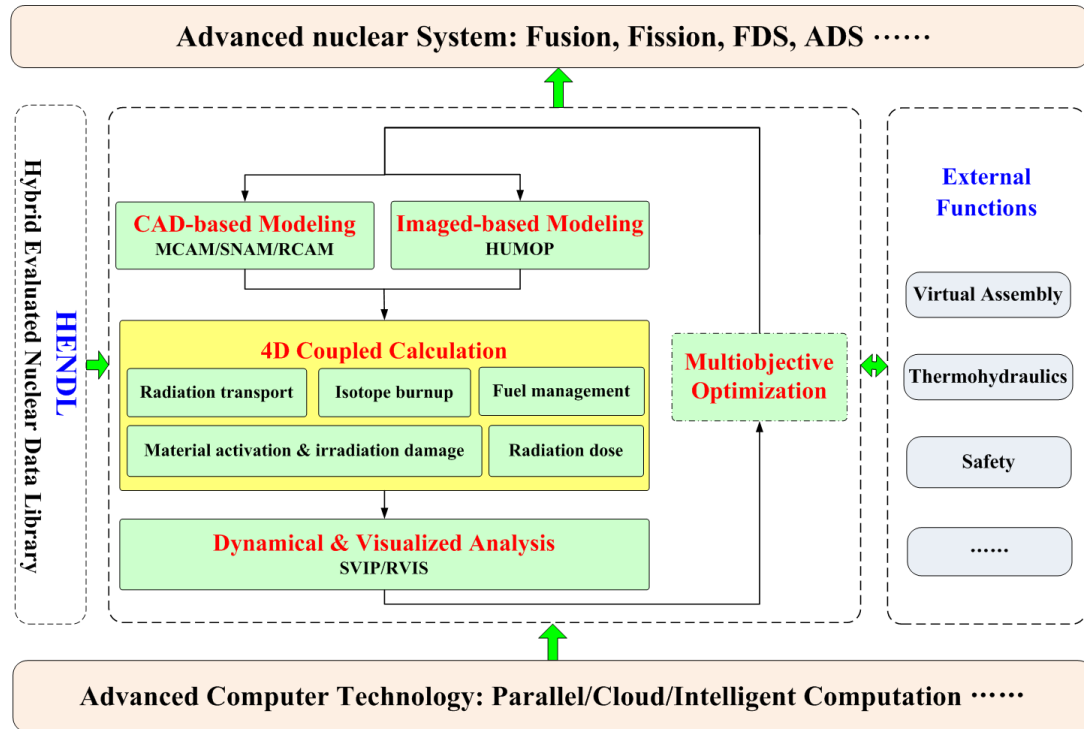 Advanced nuclear System: Fusion, Fission, FDS, ADS ······
Hybrid Evaluated Nuclear Data Library
HENDL
CAD-based Modeling
MCAM/SNAM/RCAM
Imaged-based Modeling
HUMOP
4D Coupled Calculation
Radiation transport
Isotope burnup
Fuel management
Material activation & irradiation damage
Radiation dose
Dynamical & Visualized Analysis
SVIP/RVIS
Multiobjective
Optimization
External
Functions
Virtual Assembly
Thermohydraulics
Safety
······
Advanced Computer Technology: Parallel/Cloud/Intelligent Computation ······